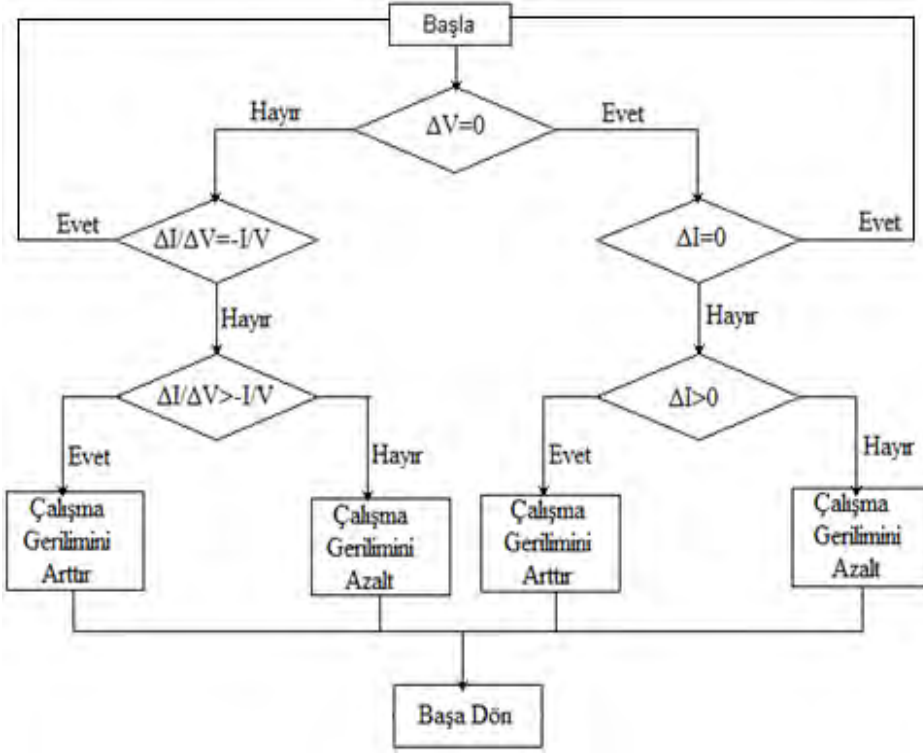 Başla
Hayır
ΔV=0
Evet
Evet
ΔI/ΔV=-I/V
ΔI=0
Evet
Hayır
Hayır
ΔI/ΔV>-I/V
ΔI>0
Evet
Hayır
Evet
Hayır
Çalışma
Gerilimini
Arttır
Çalışma
Gerilimini
Azalt
Çalışma
Gerilimini
Arttır
Çalışma
Gerilimini
Azalt
Başa Dön